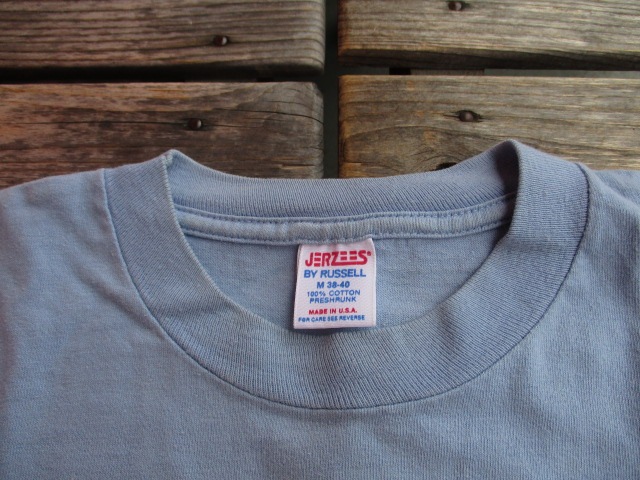 JERZEES®
BY RUSSELL
M 38-40
100% COTTON
PRESHRUNK
MADE IN U.S.A.
FOR CARE SEE REVERSE